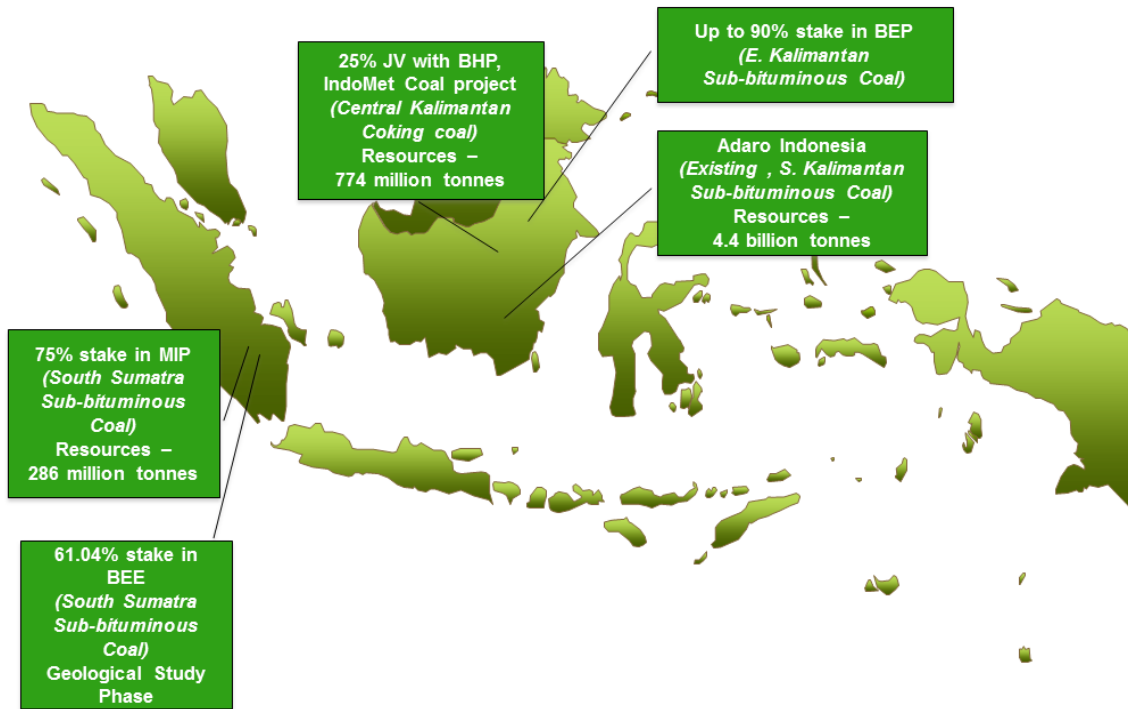 25% JV with BHP,
IndoMet Coal project
(Central Kalimantan
Coking coal)
Resources –
774 million tonnes
Up to 90% stake in BEP
(E. Kalimantan
Sub-bituminous Coal)
Adaro Indonesia
(Existing , S. Kalimantan
Sub-bituminous Coal)
Resources –
4.4 billion tonnes
75% stake in MIP
(South Sumatra
Sub-bituminous
Coal)
Resources –
286 million tonnes
61.04% stake in
BEE
(South Sumatra
Sub-bituminous
Coal)
Geological Study
Phase